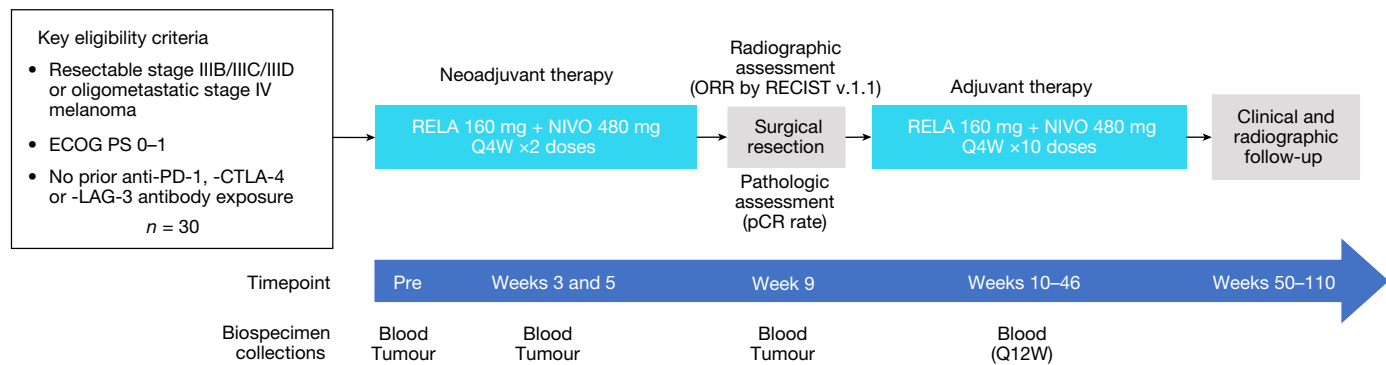 Key eligibility criteria
• Resectable stage IIIB/IIIC/IIID
or oligometastatic stage IV
melanoma
• ECOG PS 0–1
• No prior anti-PD-1, -CTLA-4
or -LAG-3 antibody exposure
n = 30
Neoadjuvant therapy
RELA 160 mg + NIVO 480 mg
Q4W ×2 doses
Radiographic
assessment
(ORR by RECIST v.1.1)
Surgical
resection
Pathologic
assessment
(pCR rate)
Adjuvant therapy
RELA 160 mg + NIVO 480 mg
Q4W ×10 doses
Clinical and
radiographic
follow-up
Timepoint
Pre
Weeks 3 and 5
Week 9
Weeks 10–46
Weeks 50–110
Biospecimen
collections
Blood
Tumour
Blood
Tumour
Blood
Tumour
Blood
(Q12W)